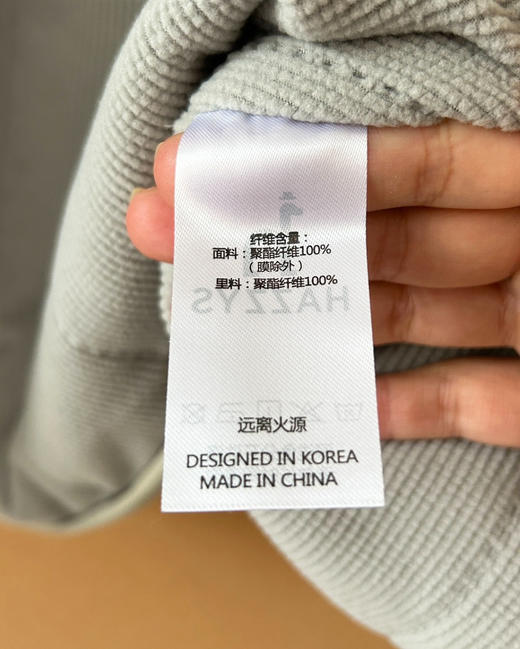 纤维含量：
面料：聚酯纤维100%
（膜除外）
里料：聚酯纤维100%
HAZZYS
远离火源
DESIGNED IN KOREA
MADE IN CHINA